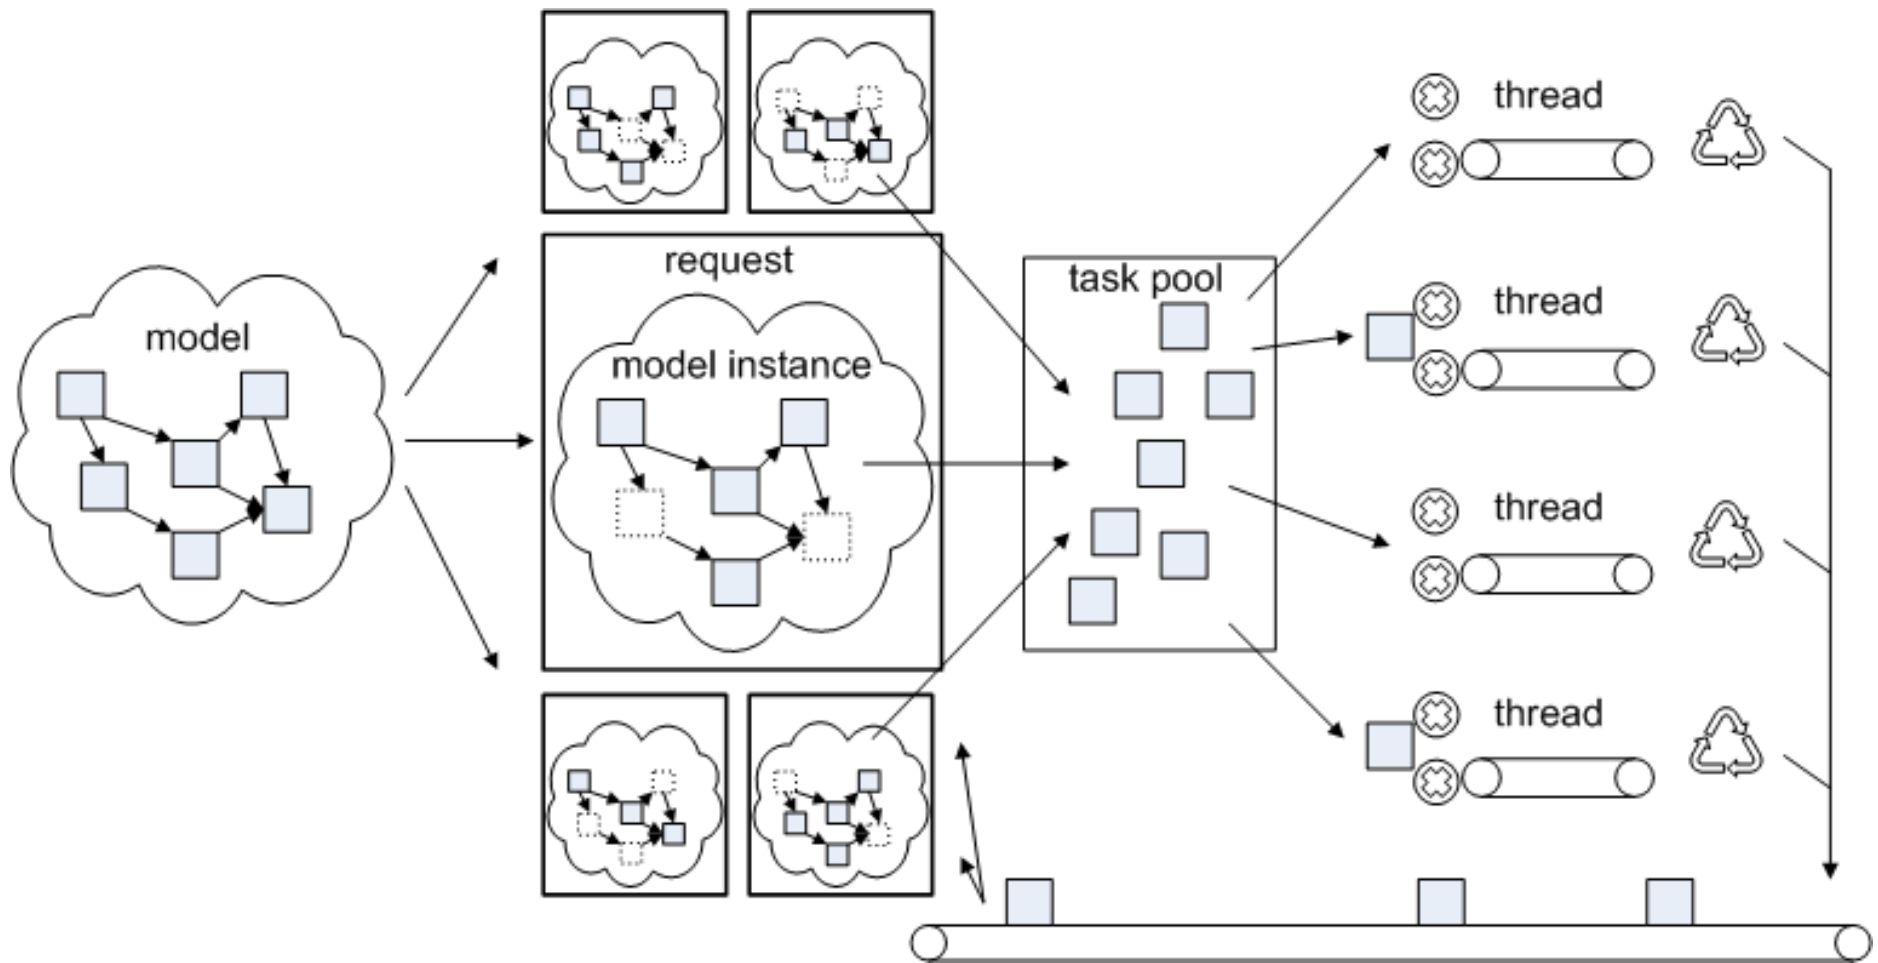 model
request
model instance
task pool
thread
thread
thread
thread